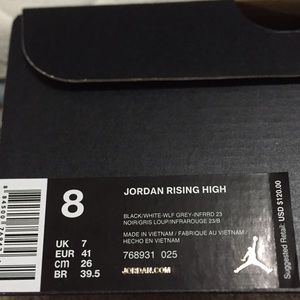 8
JORDAN RISING HIGH
BLACK/WHITE-WLF GREY-INFRRD 23
NOIR/GRIS LOUP/INFRAROUGE 23/B
MADE IN VIETNAM / FABRIQUE AU VIETNAM /
HECHO EN VIETNAM
UK 7
EUR 41
cm 26
BR 39.5
768931 025
JORDAN.COM
Suggested Retail: USD $120.00